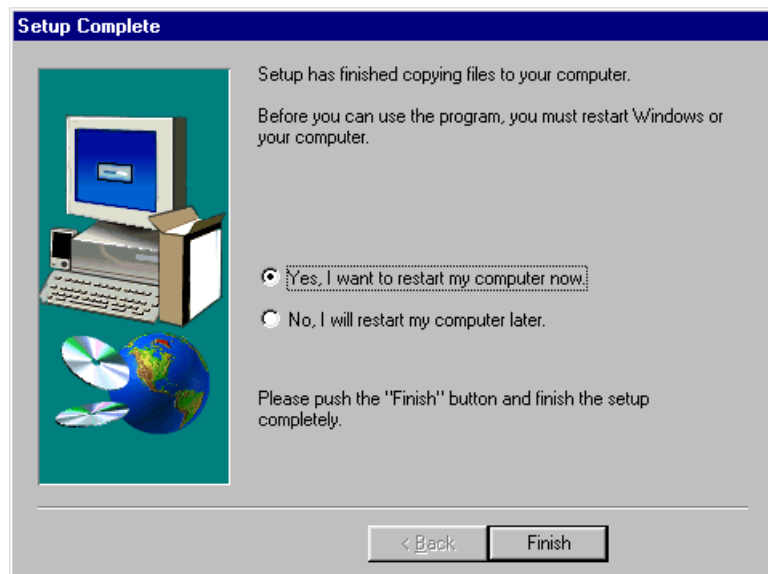 Setup Complete
Setup has finished copying files to your computer.
Before you can use the program, you must restart Windows or
your computer.
Yes, I want to restart my computer now.
No, I will restart my computer later.
Please push the "Finish" button and finish the setup
completely.
< Back
Finish